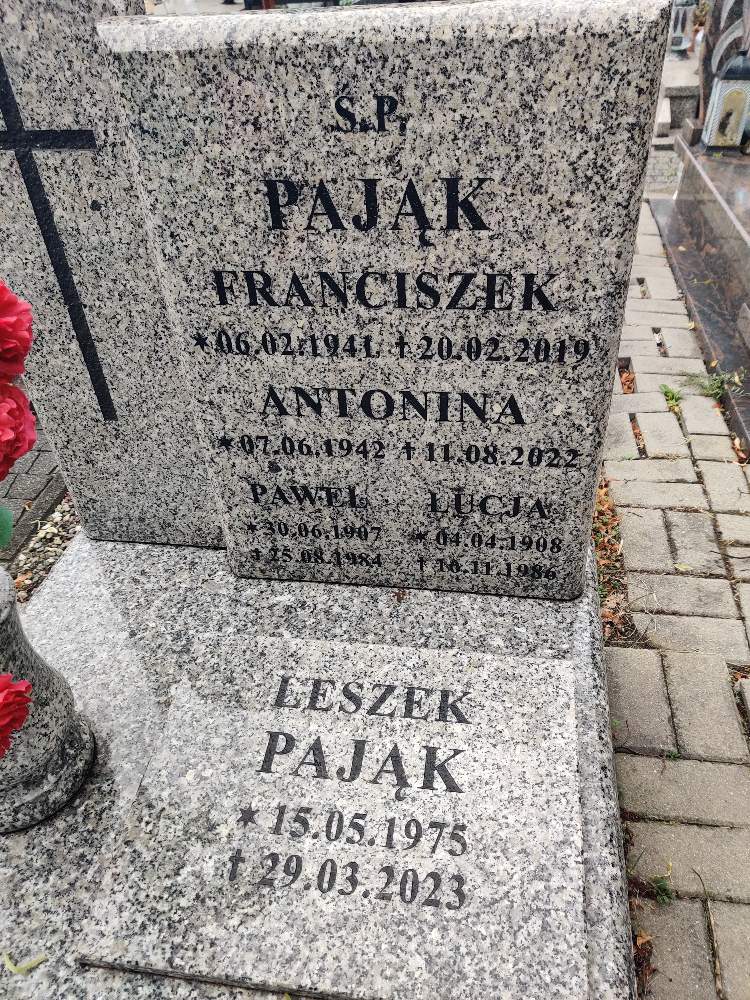 Ś.P.
PAJĄK
FRANCISZEK
*06.02.1941. †20.02.2019
ANTONINA
*07.06.1942 †11.08.2022
PAWEŁ ŁUCJA
*30.06.1907 *04.04.1908
†25.08.1984 †16.11.1986
LESZEK
PAJĄK
*15.05.1975
†29.03.2023